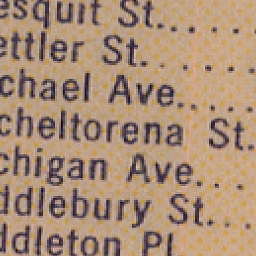 esquit St......
ettler St......
chael Ave.....
cheltorena St.
chigan Ave...
ddlebury St...
ddleton Pl